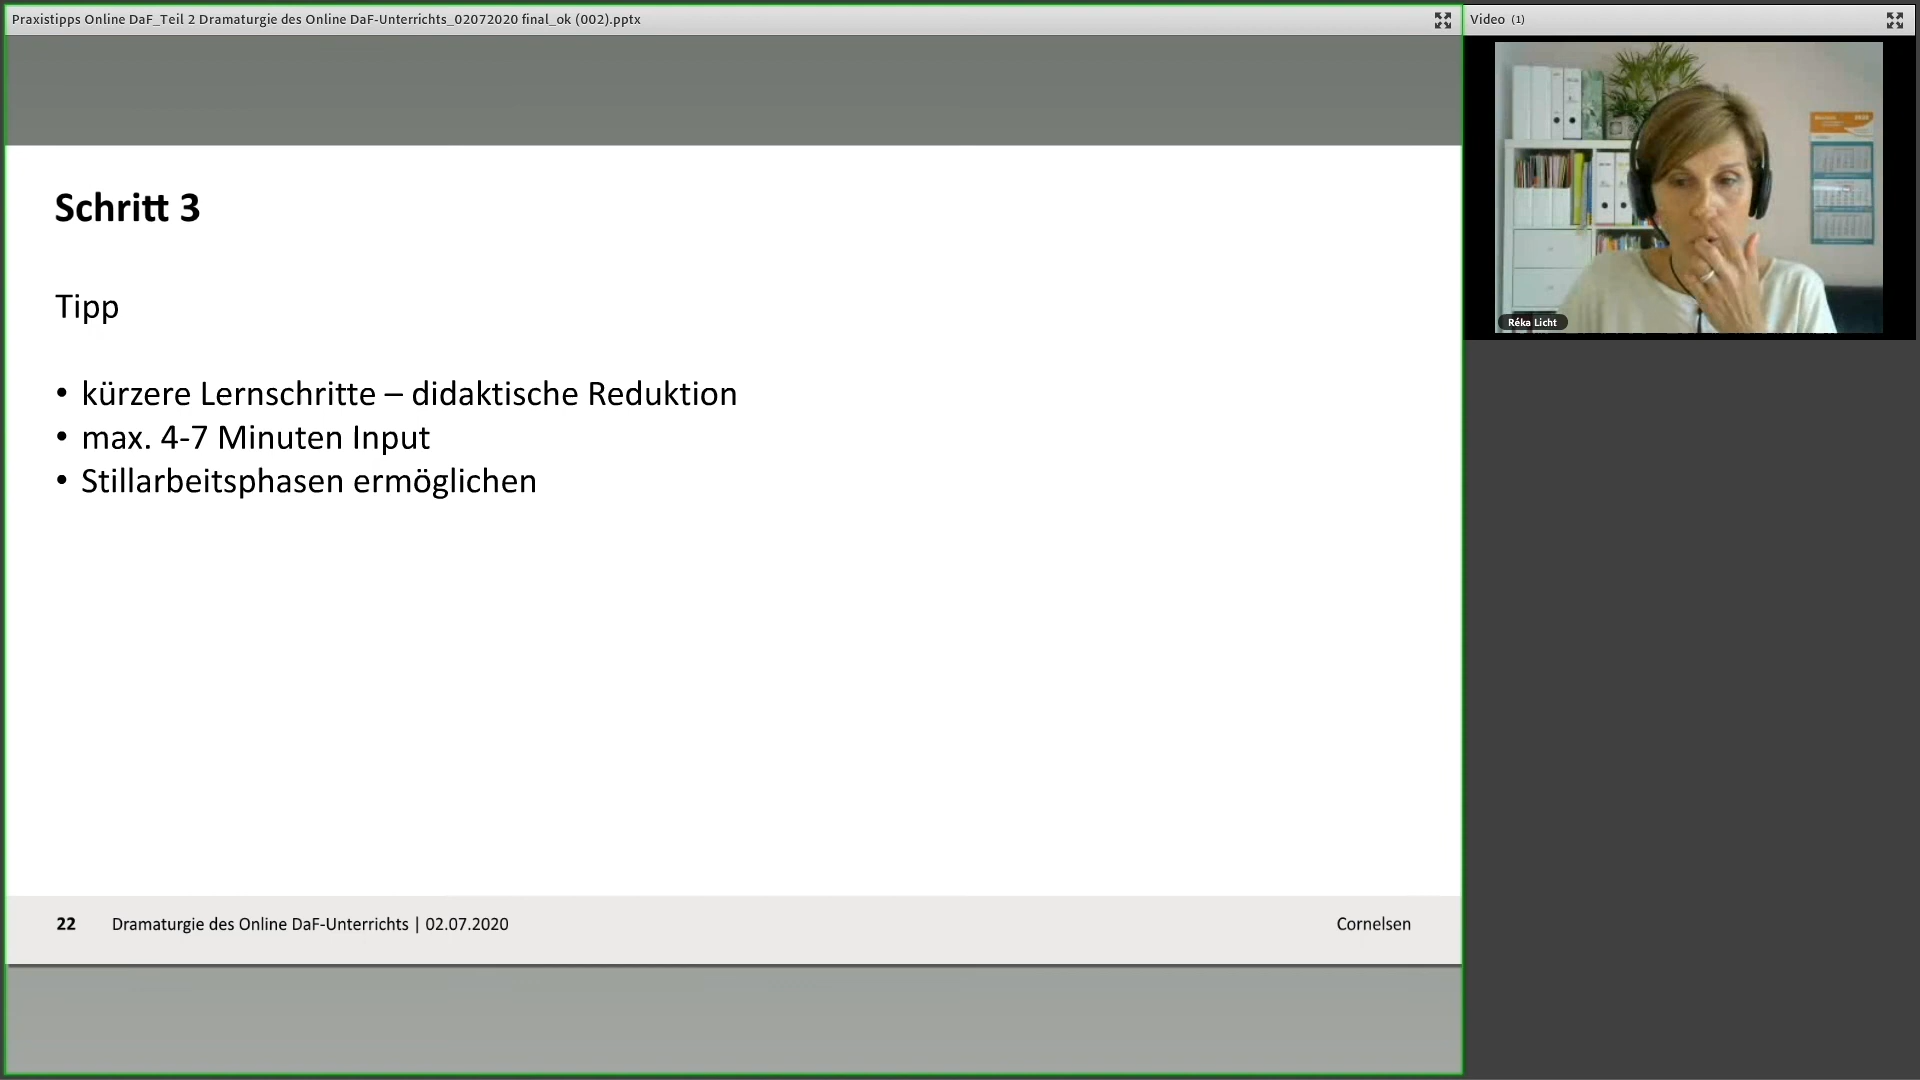 Praxistipps Online DaF_Teil 2 Dramaturgie des Online DaF-Unterrichts_02072020 final_ok (002).pptx
Video (1)
Réka Licht
Schritt 3
Tipp
• kürzere Lernschritte – didaktische Reduktion
• max. 4-7 Minuten Input
• Stillarbeitsphasen ermöglichen
22 Dramaturgie des Online DaF-Unterrichts | 02.07.2020 Cornelsen